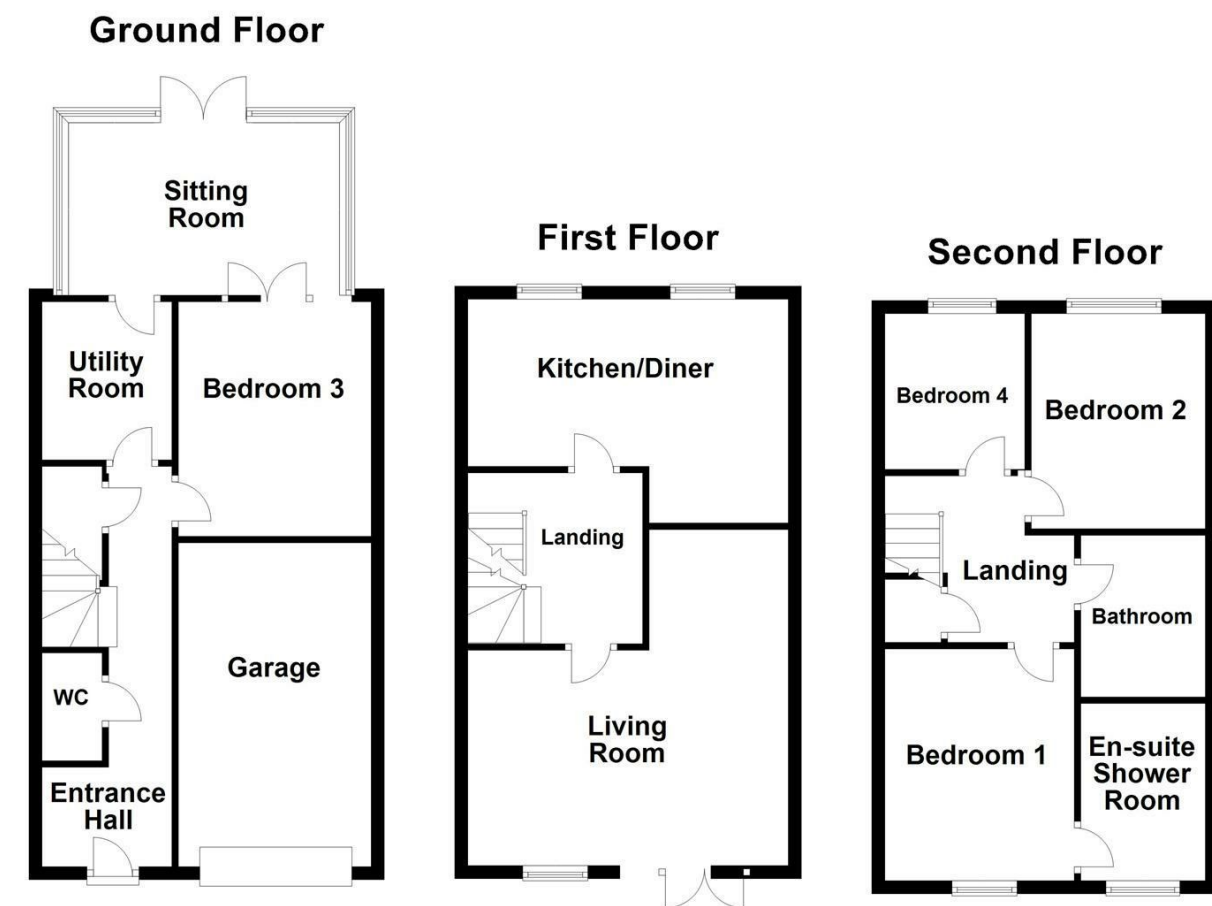 Ground Floor
Sitting
Room
Utility
Room
Bedroom 3
Garage
WC
Entrance
Hall
First Floor
Kitchen/Diner
Landing
Living
Room
Second Floor
Bedroom 4
Bedroom 2
Landing
Bathroom
Bedroom 1
En-suite
Shower
Room